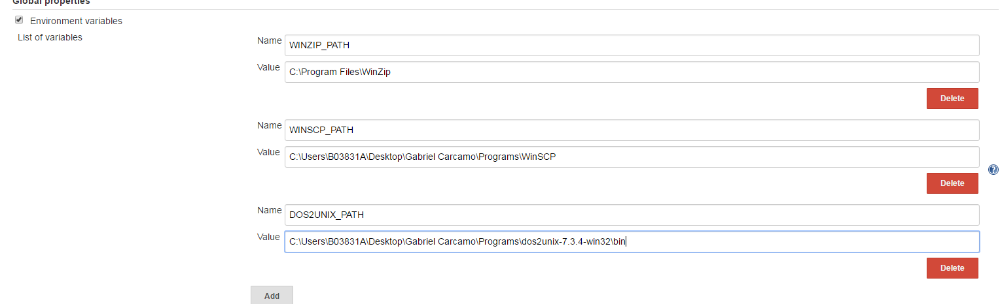 Global properties
Environment variables
List of variables
Name WINZIP_PATH
Value C:\Program Files\WinZip
Delete
Name WINSCP_PATH
Value C:\Users\B03831A\Desktop\Gabriel Carcamo\Programs\WinSCP
?
Delete
Name DOS2UNIX_PATH
Value C:\Users\B03831A\Desktop\Gabriel Carcamo\Programs\dos2unix-7.3.4-win32\bin
Delete
Add